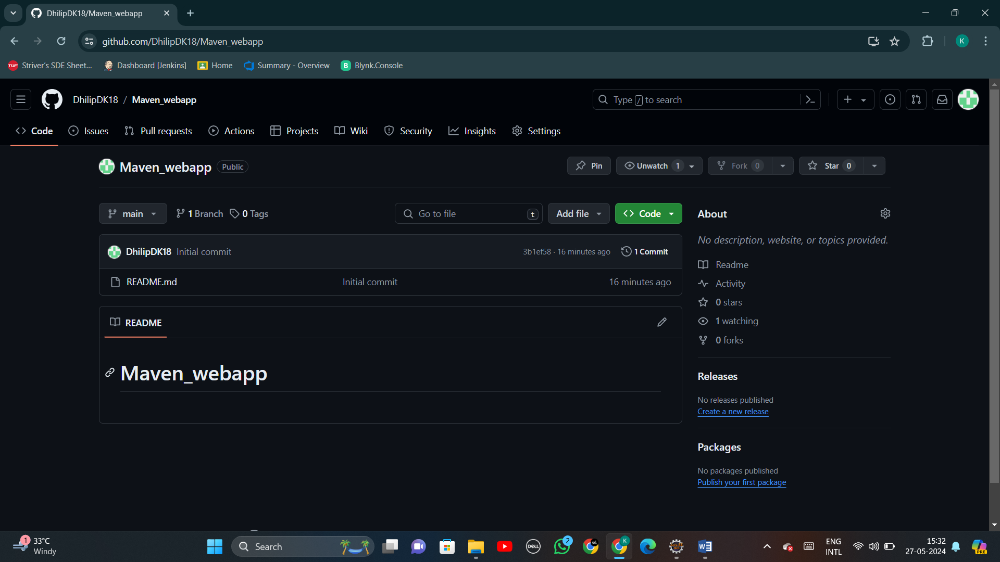 DhilipDK18/Maven_webapp
github.com/DhilipDK18/Maven_webapp
K
TUF Striver's SDE Sheet... Dashboard [Jenkins] Home Summary - Overview B Blynk.Console
DhilipDK18 / Maven_webapp Type / to search
Code Issues Pull requests Actions Projects Wiki Security Insights Settings
Maven_webapp Public Pin Unwatch 1 Fork 0 Star 0
main 1 Branch 0 Tags Go to file t Add file Code
DhilipDK18 Initial commit 3b1ef58 · 16 minutes ago 1 Commit
README.md Initial commit 16 minutes ago
README
Maven_webapp
About
No description, website, or topics provided.
Readme
Activity
0 stars
1 watching
0 forks
Releases
No releases published
Create a new release
Packages
No packages published
Publish your first package
1 33°C
Windy
Search
DELL
2
K
W
ENG
INTL
15:32
27-05-2024
PRE